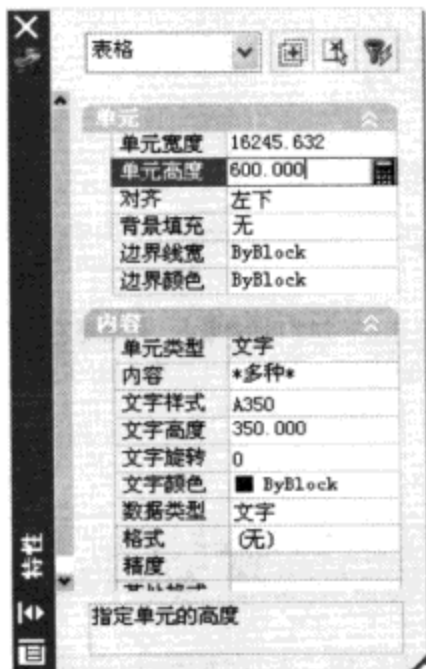 表格
单元
单元宽度 16245.632
单元高度 600.000
对齐 左下
背景填充 无
边界线宽 ByBlock
边界颜色 ByBlock
内容
单元类型 文字
内容 *多种*
文字样式 A350
文字高度 350.000
文字旋转 0
文字颜色 ByBlock
数据类型 文字
格式 (无)
精度
特性
指定单元的高度